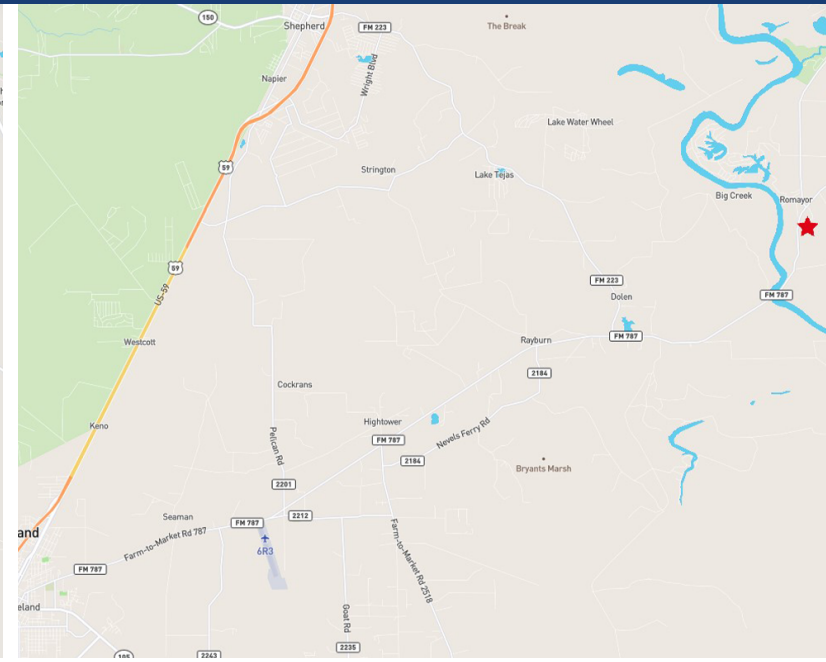 150
Shepherd
FM 223
The Break
Napier
Wright Blvd
Lake Water Wheel
59
Strington
Lake Tejas
Big Creek
Romayor
59
US-59
FM 223
Dolen
FM 787
Westcott
Rayburn
FM 787
2184
Cockrans
Keno
Hightower
FM 787
Nevels Ferry Rd
Pelican Rd
2184
Bryants Marsh
2201
Seaman
FM 787
2212
and
Farm-to-Market Rd 787
6R3
Farm-to-Market Rd 2518
FM 787
eland
Goat Rd
2235
2243
105